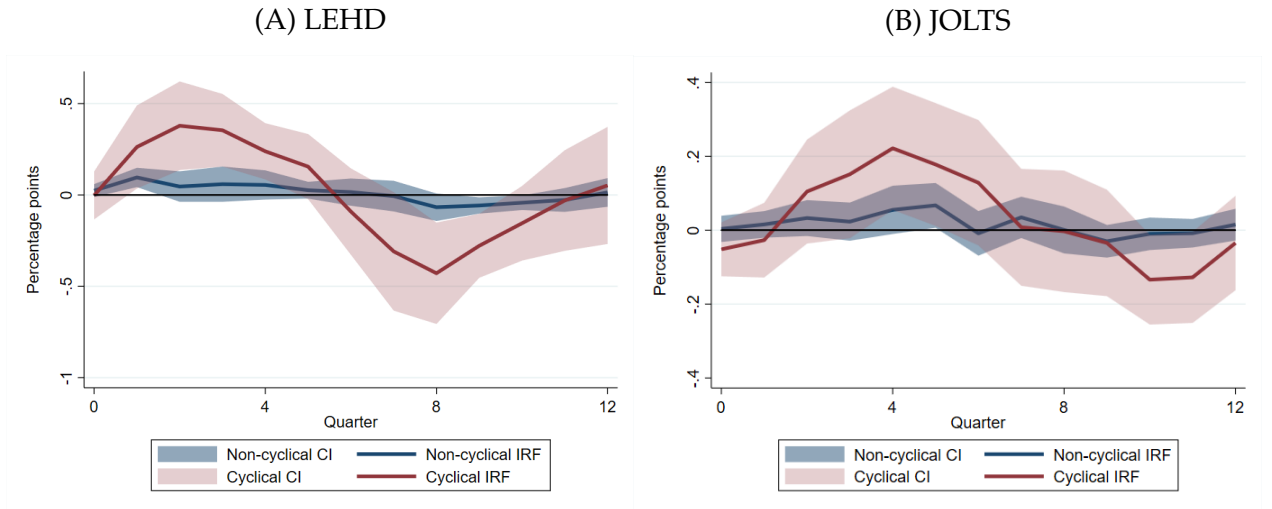 (A) LEHD
Percentage points
.5
0
-.5
-1
0 4 8 12
Quarter
Non-cyclical CI Non-cyclical IRF
Cyclical CI Cyclical IRF
(B) JOLTS
Percentage points
.4
.2
0
-.2
-.4
0 4 8 12
Quarter
Non-cyclical CI Non-cyclical IRF
Cyclical CI Cyclical IRF